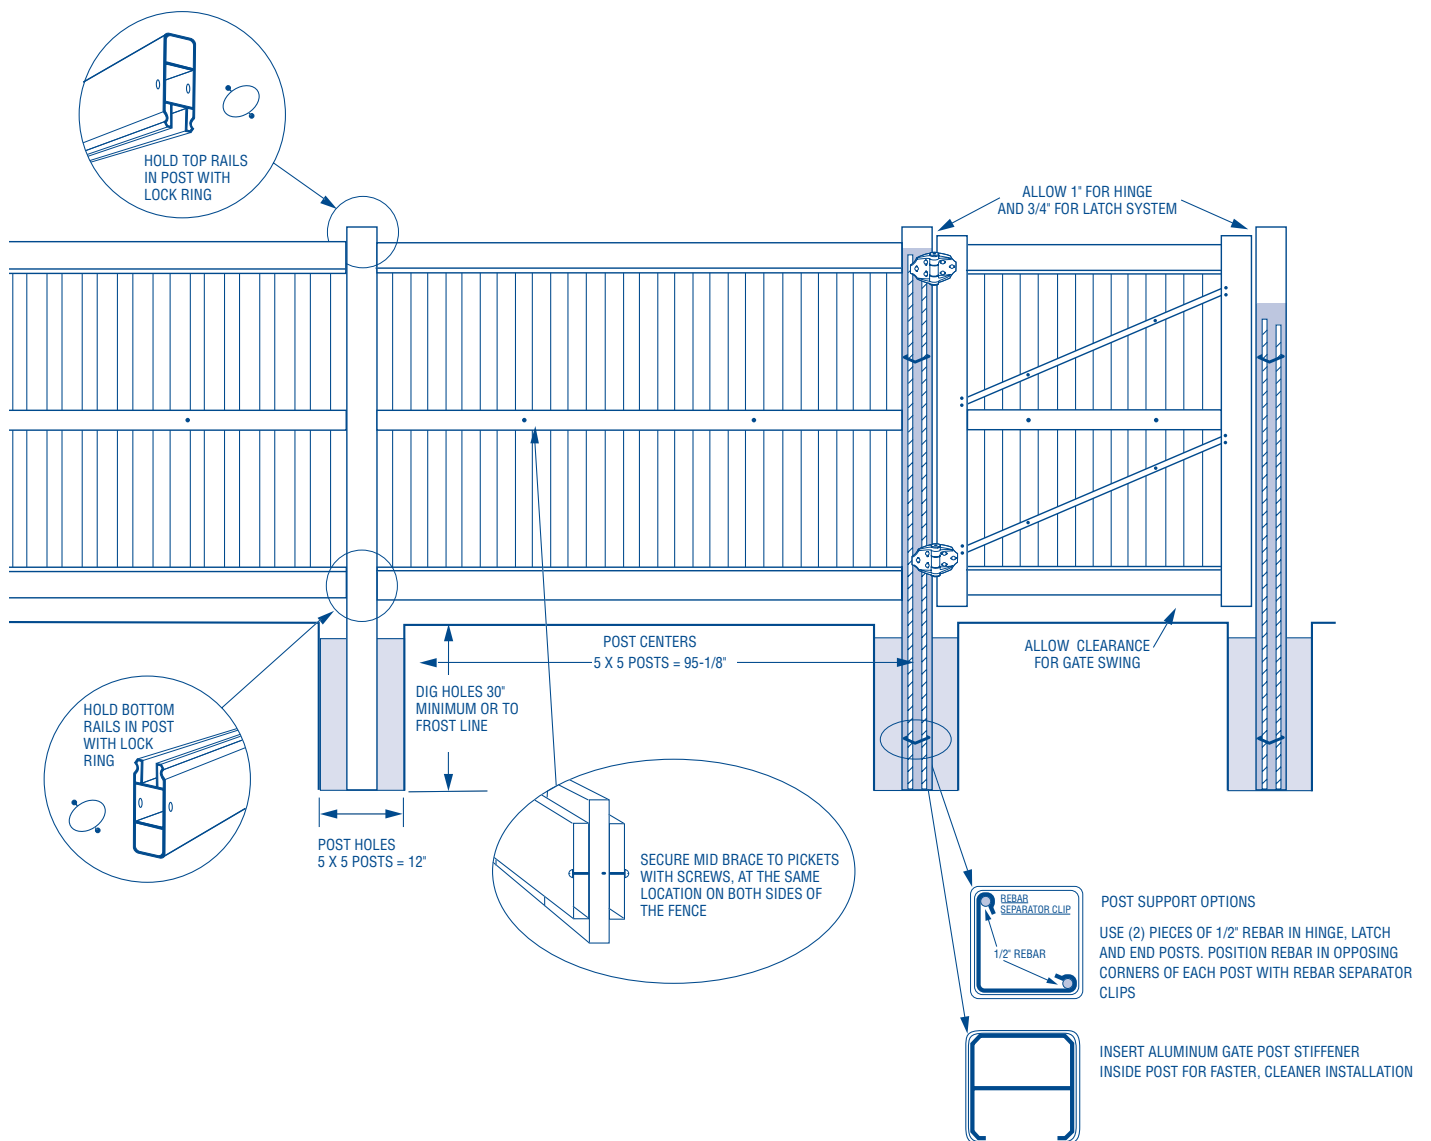 HOLD TOP RAILS
IN POST WITH
LOCK RING
ALLOW 1" FOR HINGE
AND 3/4" FOR LATCH SYSTEM
POST CENTERS
5 X 5 POSTS = 95-1/8"
ALLOW CLEARANCE
FOR GATE SWING
DIG HOLES 30"
MINIMUM OR TO
FROST LINE
HOLD BOTTOM
RAILS IN POST
WITH LOCK
RING
POST HOLES
5 X 5 POSTS = 12"
SECURE MID BRACE TO PICKETS
WITH SCREWS, AT THE SAME
LOCATION ON BOTH SIDES OF
THE FENCE
REBAR
SEPARATOR CLIP
1/2" REBAR
POST SUPPORT OPTIONS
USE (2) PIECES OF 1/2" REBAR IN HINGE, LATCH
AND END POSTS. POSITION REBAR IN OPPOSING
CORNERS OF EACH POST WITH REBAR SEPARATOR
CLIPS
INSERT ALUMINUM GATE POST STIFFENER
INSIDE POST FOR FASTER, CLEANER INSTALLATION